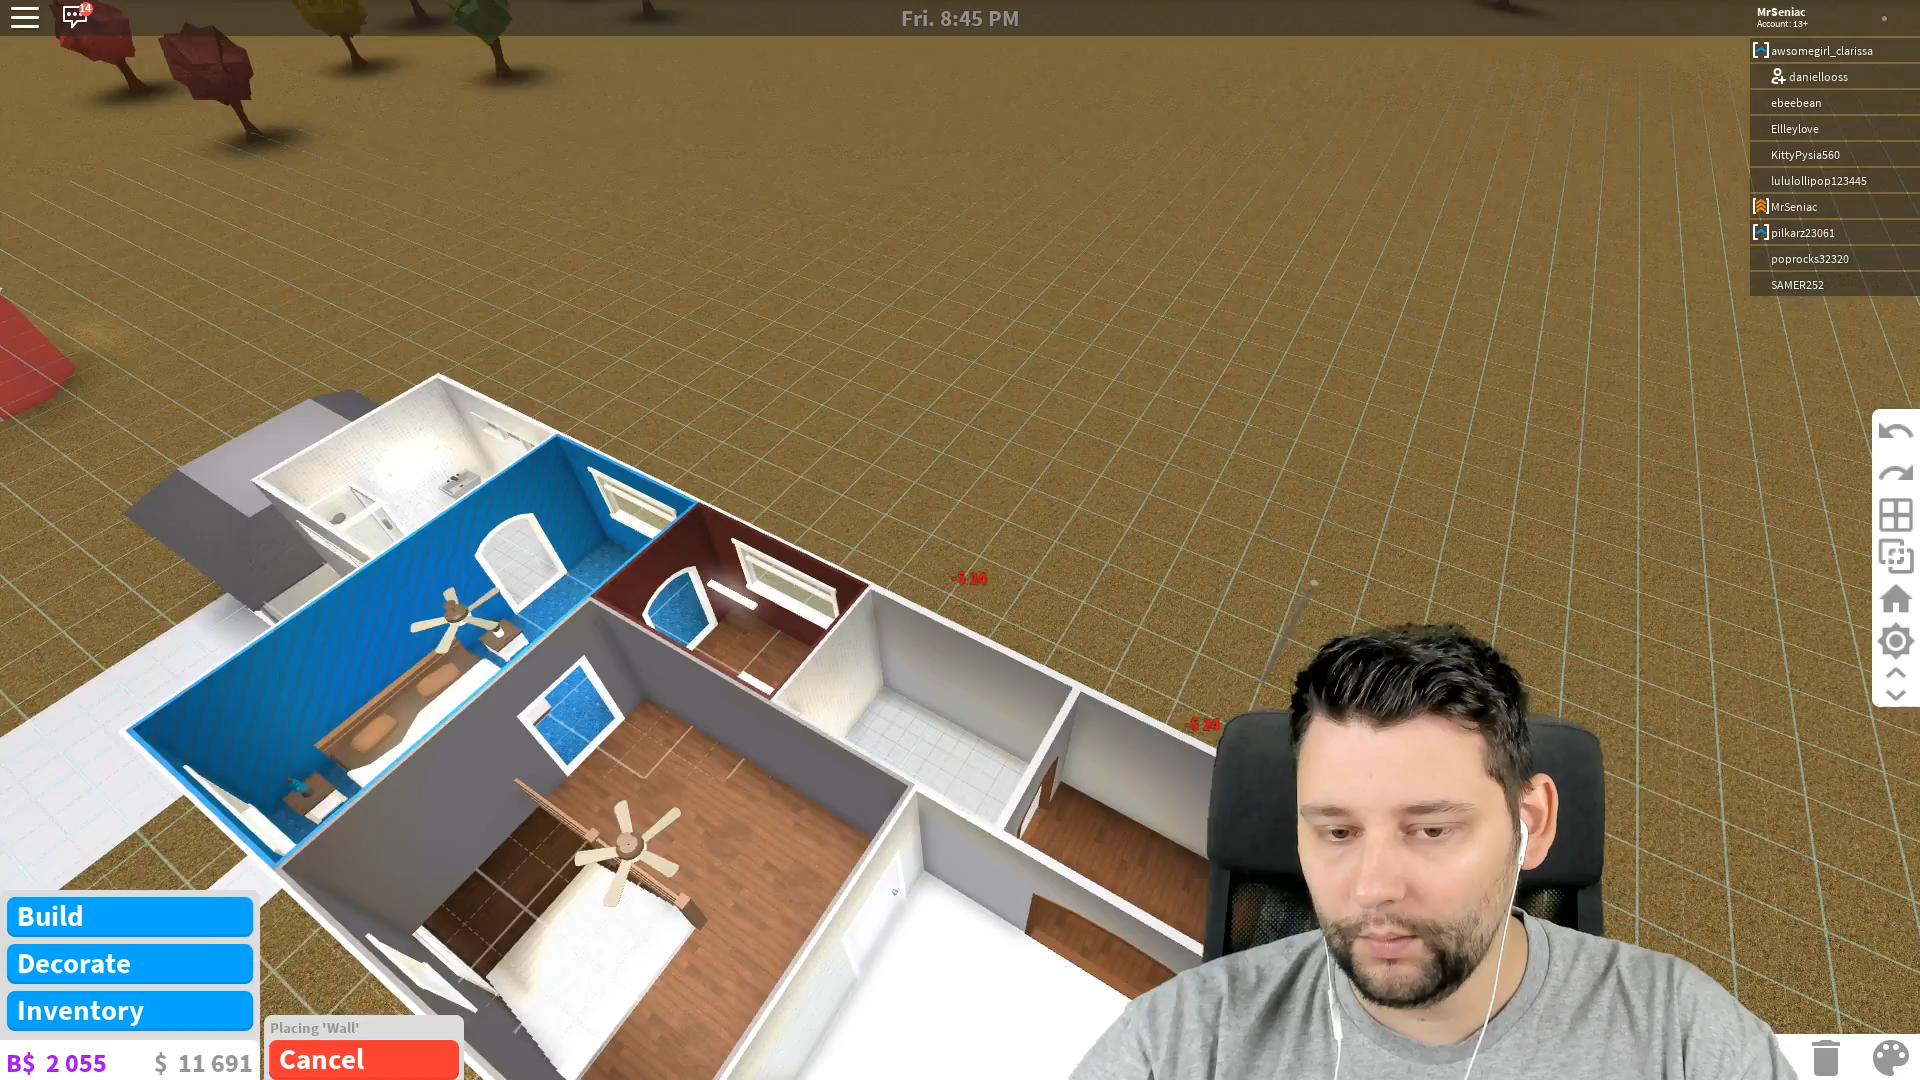 14
Fri. 8:45 PM
MrSeniac
Account: 13+
awsomegirl_clarissa
daniellooss
ebeebean
Ellleylove
KittyPysia560
lululollipop123445
MrSeniac
pilkarz23061
poprocks32320
SAMER252
-$ 24
-$ 24
Build
Decorate
Inventory
Placing 'Wall'
Cancel
B$ 2 055
$ 11 691